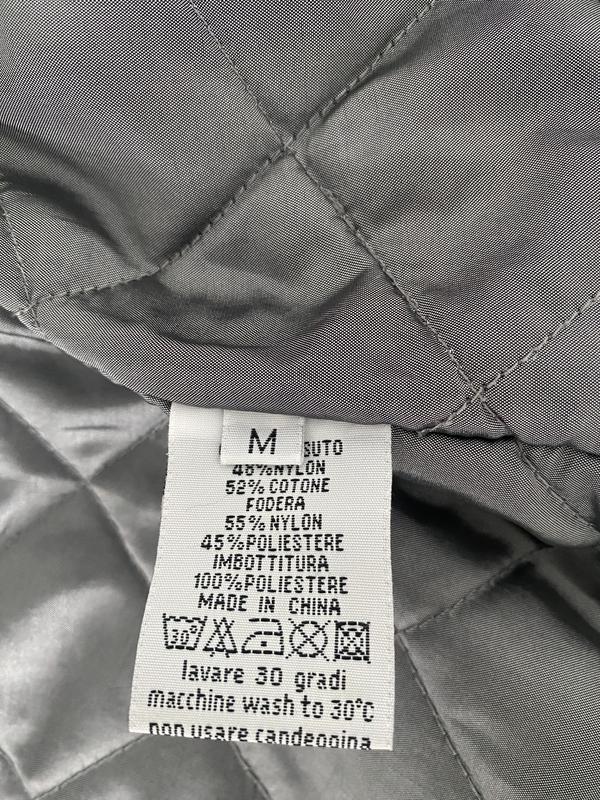 M
SUTO
48%NYLON
52%COTONE
FODERA
55%NYLON
45%POLIESTERE
IMBOTTITURA
100%POLIESTERE
MADE IN CHINA
30°
lavare 30 gradi
macchine wash to 30°C
non usare candeggina